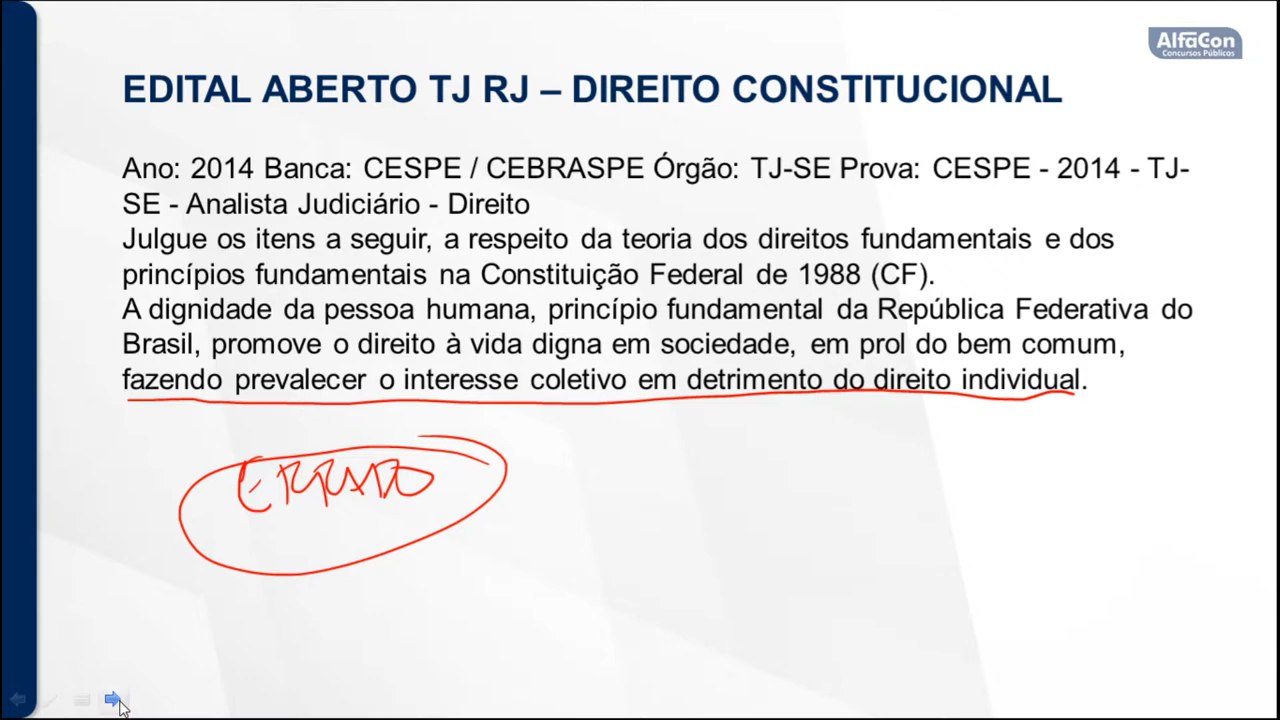 AlfaCon
Concursos Públicos
EDITAL ABERTO TJ RJ – DIREITO CONSTITUCIONAL
Ano: 2014 Banca: CESPE / CEBRASPE Órgão: TJ-SE Prova: CESPE - 2014 - TJ-
SE - Analista Judiciário - Direito
Julgue os itens a seguir, a respeito da teoria dos direitos fundamentais e dos
princípios fundamentais na Constituição Federal de 1988 (CF).
A dignidade da pessoa humana, princípio fundamental da República Federativa do
Brasil, promove o direito à vida digna em sociedade, em prol do bem comum,
fazendo prevalecer o interesse coletivo em detrimento do direito individual.
ERRADO